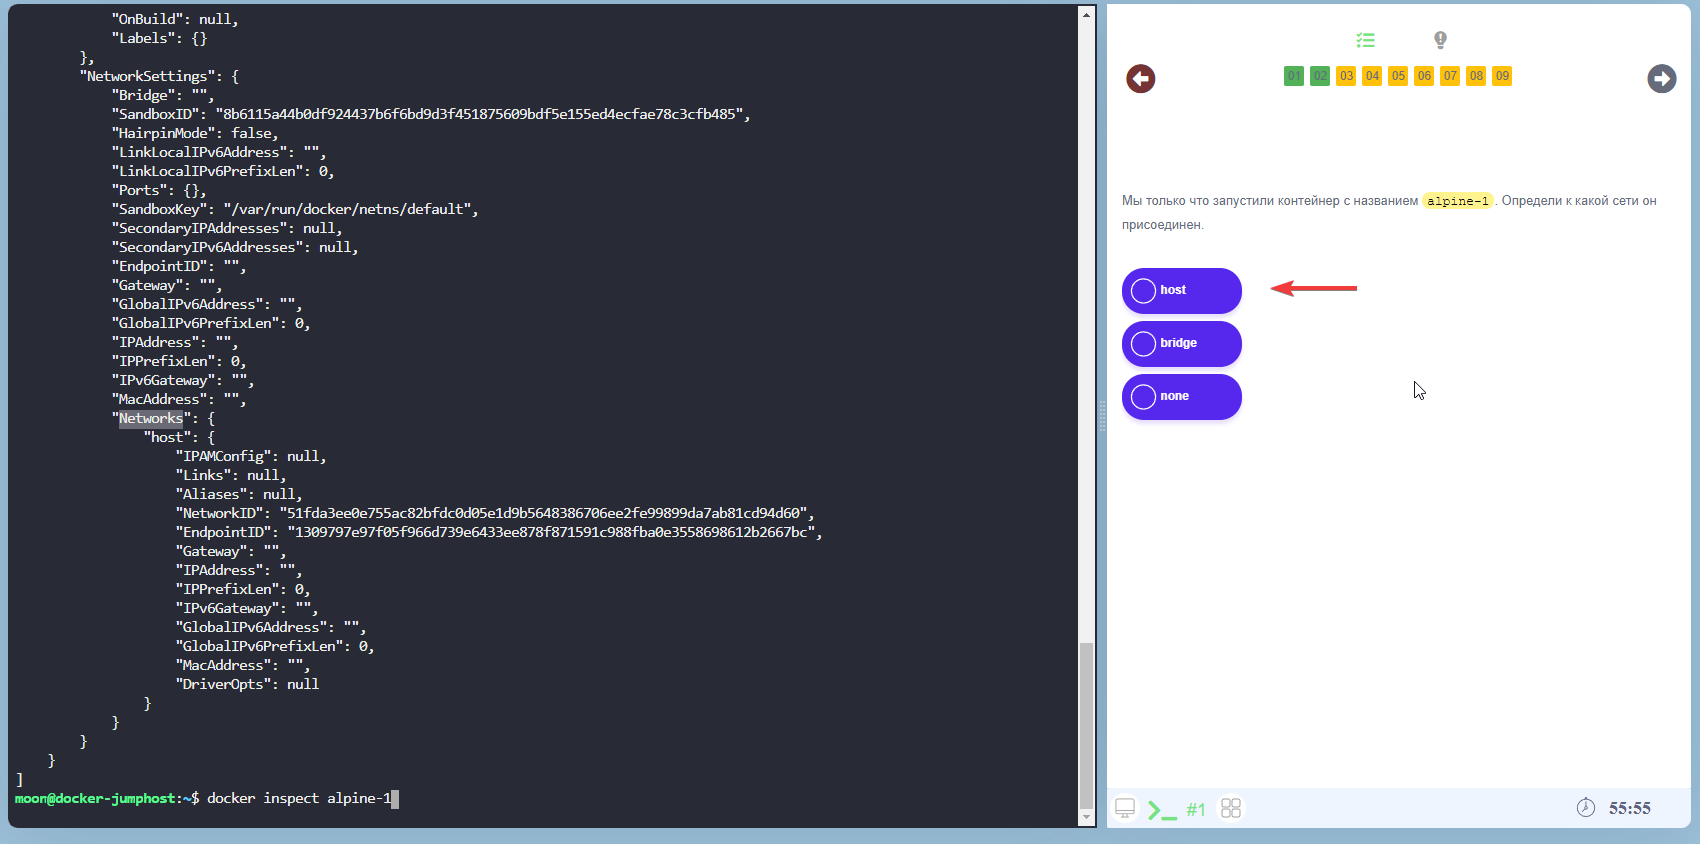 "OnBuild": null,
"Labels": {}
},
"NetworkSettings": {
"Bridge": "",
"SandboxID": "8b6115a44b0df924437b6f6bd9d3f451875609bdf5e155ed4ecfae78c3cfb485",
"HairpinMode": false,
"LinkLocalIPv6Address": "",
"LinkLocalIPv6PrefixLen": 0,
"Ports": {},
"SandboxKey": "/var/run/docker/netns/default",
"SecondaryIPAddresses": null,
"SecondaryIPv6Addresses": null,
"EndpointID": "",
"Gateway": "",
"GlobalIPv6Address": "",
"GlobalIPv6PrefixLen": 0,
"IPAddress": "",
"IPPrefixLen": 0,
"IPv6Gateway": "",
"MacAddress": "",
"Networks": {
"host": {
"IPAMConfig": null,
"Links": null,
"Aliases": null,
"NetworkID": "51fda3ee0e755ac82bfdc0d05e1d9b5648386706ee2fe99899da7ab81cd94d60",
"EndpointID": "1309797e97f05f966d739e6433ee878f871591c988fba0e3558698612b2667bc",
"Gateway": "",
"IPAddress": "",
"IPPrefixLen": 0,
"IPv6Gateway": "",
"GlobalIPv6Address": "",
"GlobalIPv6PrefixLen": 0,
"MacAddress": "",
"DriverOpts": null
}
}
}
}
]
moon@docker-jumphost:~$ docker inspect alpine-1
01 02 03 04 05 06 07 08 09
Мы только что запустили контейнер с названием alpine-1. Определи к какой сети он
присоединен.
host
bridge
none
#1
55:55